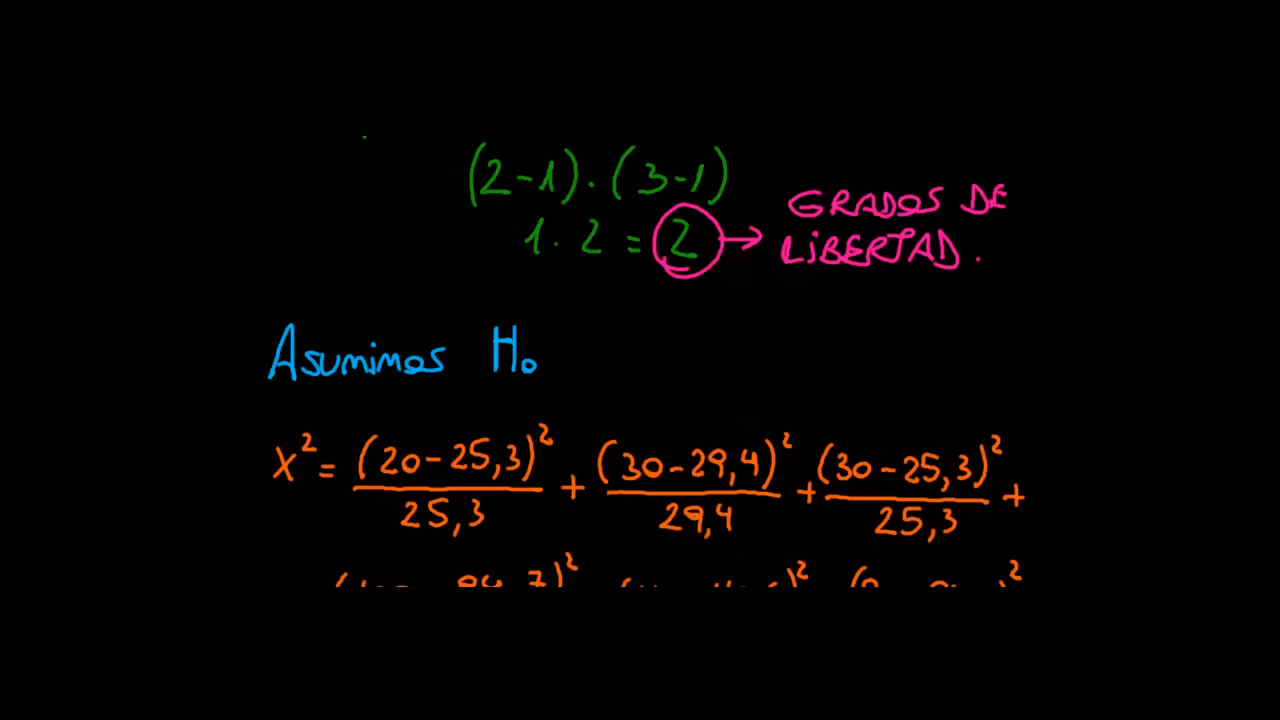 (2-1)·(3-1)
1·2=2 → GRADOS DE
LIBERTAD.
Asumimos H₀
X² = (20-25,3)²/25,3 + (30-29,4)²/29,4 + (30-25,3)²/25,3 +